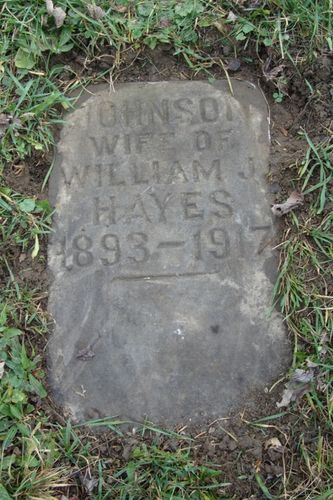 JOHNSON
WIFE OF
WILLIAM J.
HAYES
1893-1917